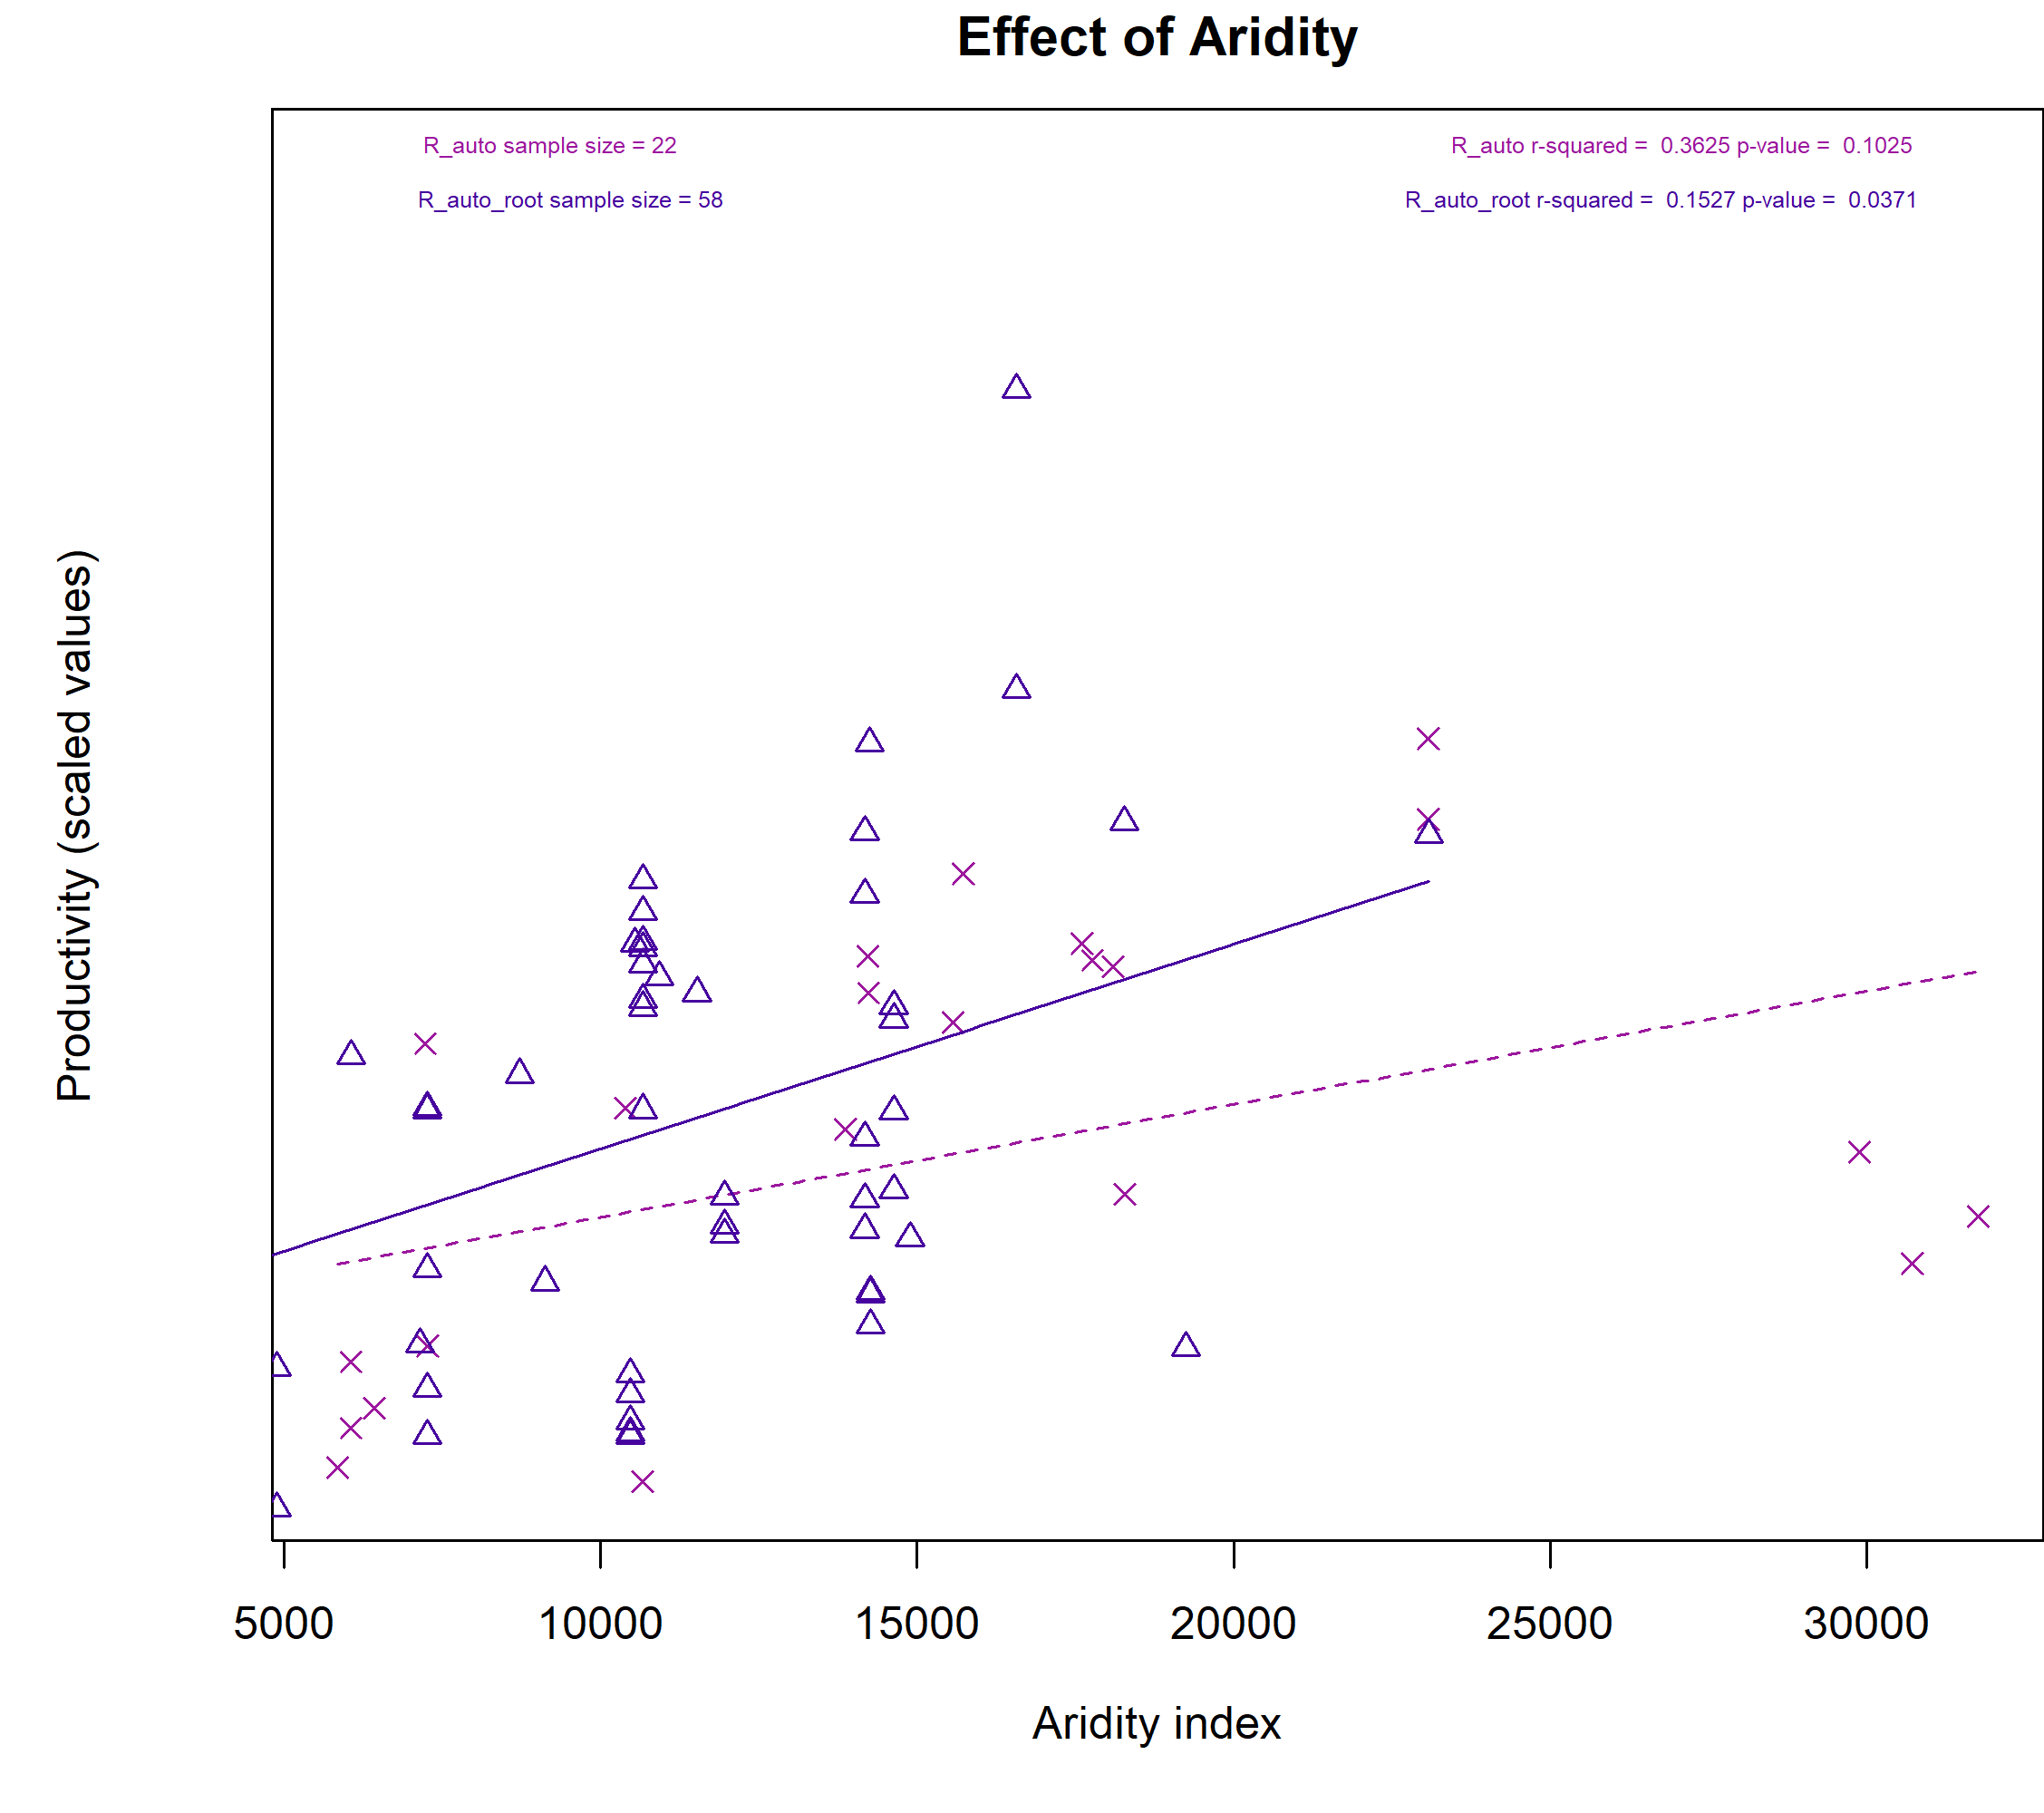 Effect of Aridity
R_auto sample size = 22
R_auto r-squared =  0.3625 p-value =  0.1025
R_auto_root sample size = 58
R_auto_root r-squared =  0.1527 p-value =  0.0371
Productivity (scaled values)
5000 10000 15000 20000 25000 30000
Aridity index